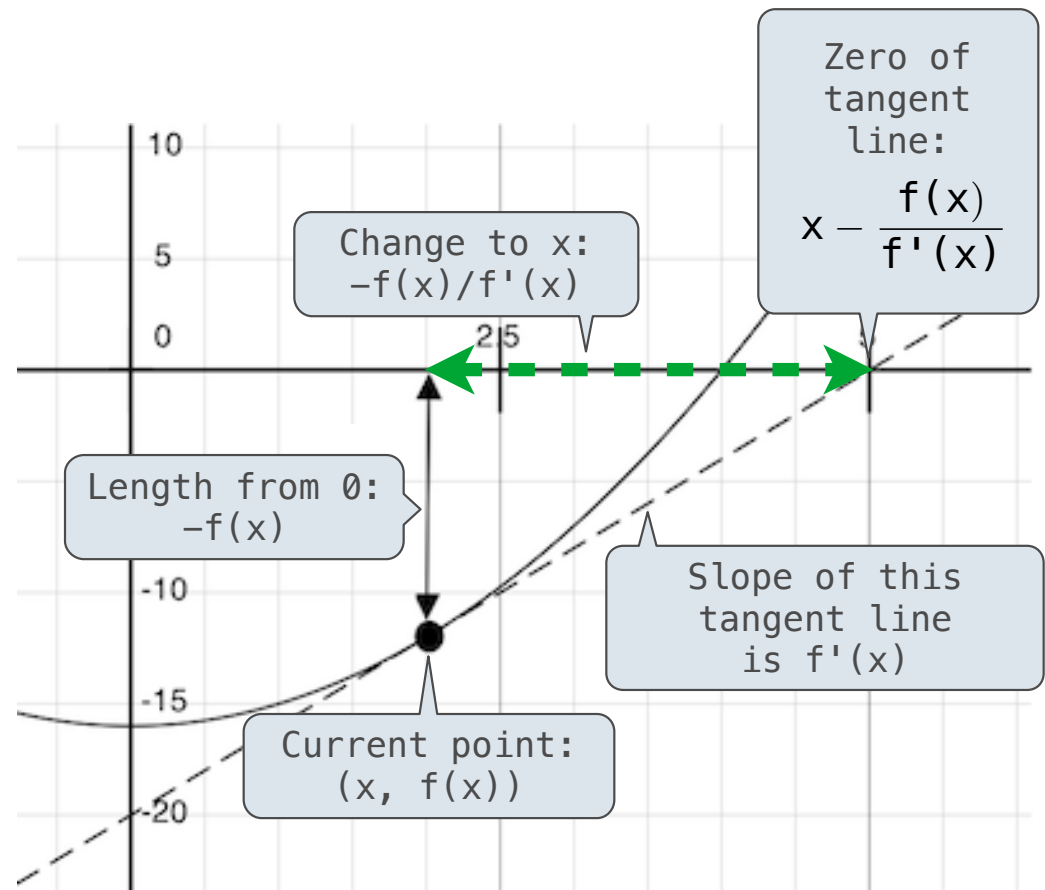 Zero of
tangent
line:
x − f(x)/f'(x)
10
Change to x:
−f(x)/f'(x)
5
0
2.5
Length from 0:
−f(x)
-10
Slope of this
tangent line
is f'(x)
-15
Current point:
(x, f(x))
-20